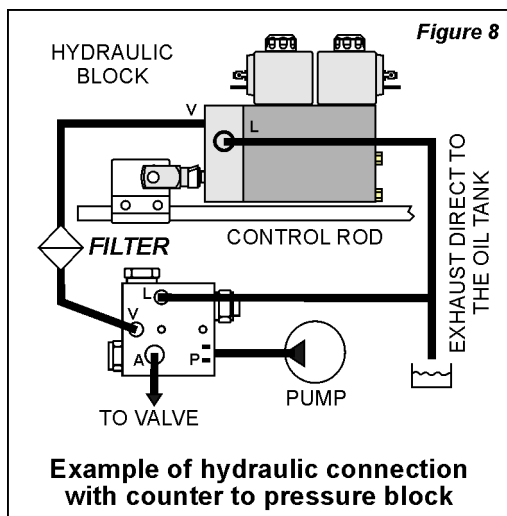 Figure 8
HYDRAULIC
BLOCK
V
L
CONTROL ROD
FILTER
EXHAUST DIRECT TO
THE OIL TANK
L
V
A
P
PUMP
TO VALVE
Example of hydraulic connection
with counter to pressure block